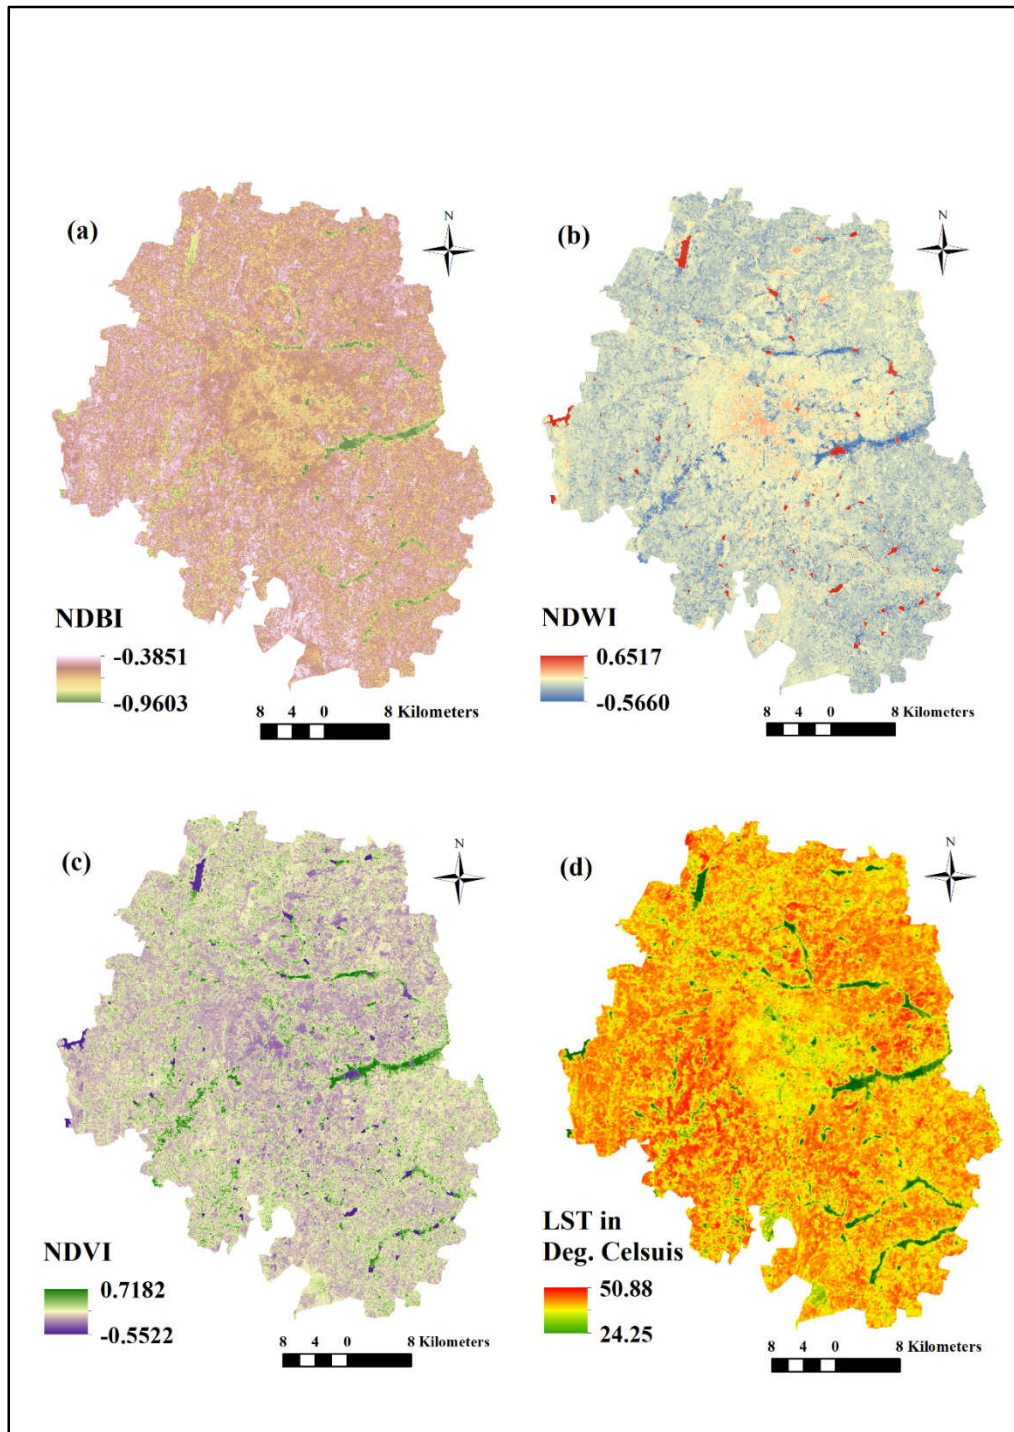 (a)
N
(b)
N
NDBI
-0.3851
-0.9603
8 4 0 8 Kilometers
NDWI
0.6517
-0.5660
8 4 0 8 Kilometers
(c)
N
(d)
N
NDVI
0.7182
-0.5522
8 4 0 8 Kilometers
LST in
Deg. Celsuis
50.88
24.25
8 4 0 8 Kilometers